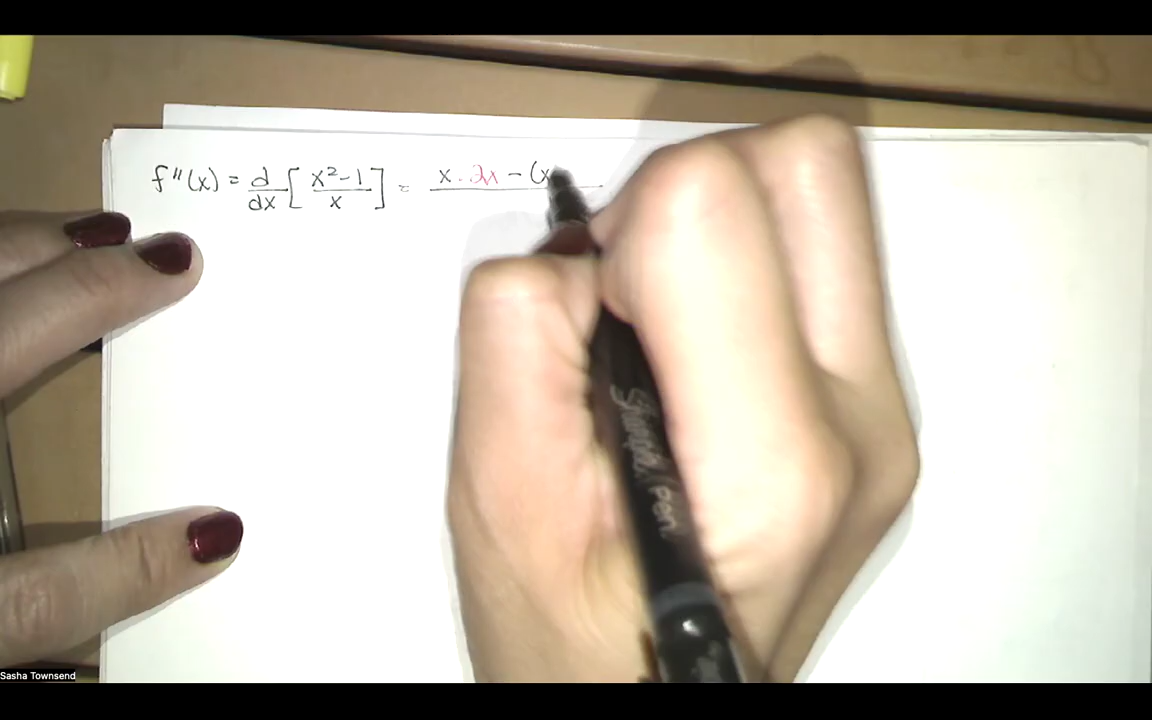 f''(x) = d/dx [ x²-1 / x ] = x · 2x - (x
Sharpie Pen
Sasha Townsend